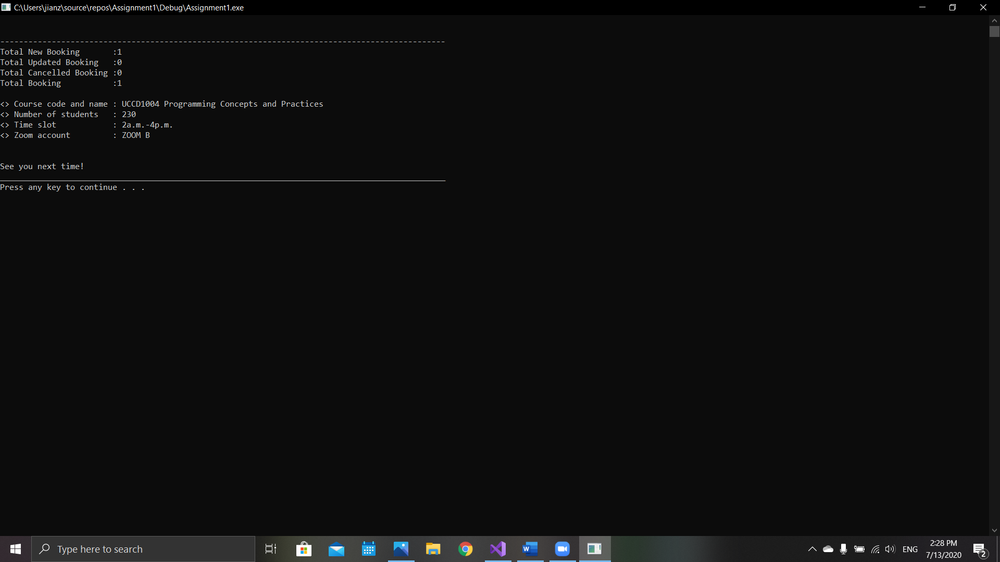 C:\Users\jianz\source\repos\Assignment1\Debug\Assignment1.exe
-----------------------------------------------------------------------------------------------
Total New Booking       :1
Total Updated Booking   :0
Total Cancelled Booking :0
Total Booking           :1
<> Course code and name : UCCD1004 Programming Concepts and Practices
<> Number of students   : 230
<> Time slot            : 2a.m.-4p.m.
<> Zoom account         : ZOOM B
See you next time!
_______________________________________________________________________________________________
Press any key to continue . . .
Type here to search
W
ENG
2:28 PM
7/13/2020
2